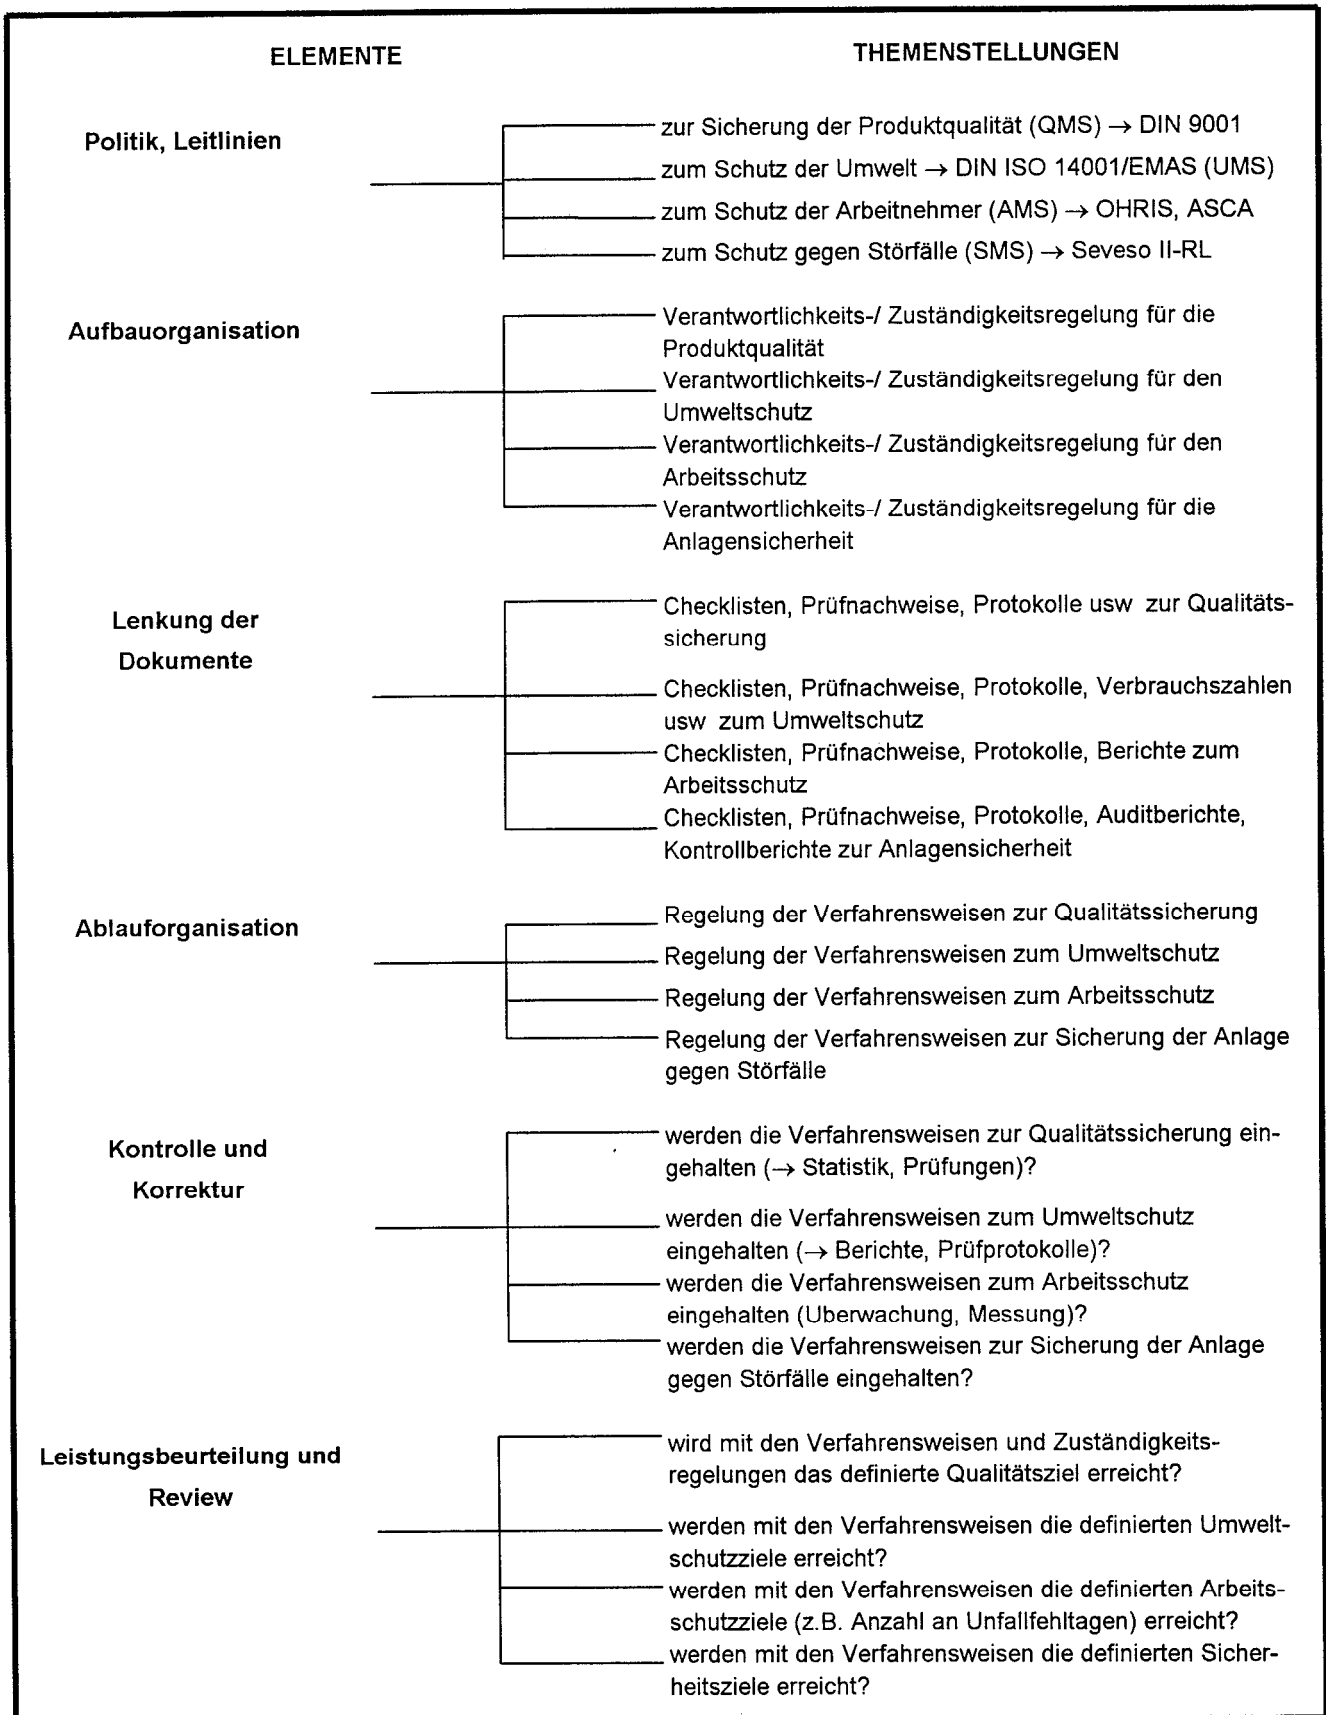 ELEMENTE
THEMENSTELLUNGEN
Politik, Leitlinien
zur Sicherung der Produktqualität (QMS) → DIN 9001
zum Schutz der Umwelt → DIN ISO 14001/EMAS (UMS)
zum Schutz der Arbeitnehmer (AMS) → OHRIS, ASCA
zum Schutz gegen Störfälle (SMS) → Seveso II-RL
Aufbauorganisation
Verantwortlichkeits-/ Zuständigkeitsregelung für die
Produktqualität
Verantwortlichkeits-/ Zuständigkeitsregelung für den
Umweltschutz
Verantwortlichkeits-/ Zuständigkeitsregelung für den
Arbeitsschutz
Verantwortlichkeits-/ Zuständigkeitsregelung für die
Anlagensicherheit
Lenkung der
Dokumente
Checklisten, Prüfnachweise, Protokolle usw zur Qualitäts-
sicherung
Checklisten, Prüfnachweise, Protokolle, Verbrauchszahlen
usw zum Umweltschutz
Checklisten, Prüfnachweise, Protokolle, Berichte zum
Arbeitsschutz
Checklisten, Prüfnachweise, Protokolle, Auditberichte,
Kontrollberichte zur Anlagensicherheit
Ablauforganisation
Regelung der Verfahrensweisen zur Qualitätssicherung
Regelung der Verfahrensweisen zum Umweltschutz
Regelung der Verfahrensweisen zum Arbeitsschutz
Regelung der Verfahrensweisen zur Sicherung der Anlage
gegen Störfälle
Kontrolle und
Korrektur
werden die Verfahrensweisen zur Qualitätssicherung ein-
gehalten (→ Statistik, Prüfungen)?
werden die Verfahrensweisen zum Umweltschutz
eingehalten (→ Berichte, Prüfprotokolle)?
werden die Verfahrensweisen zum Arbeitsschutz
eingehalten (Uberwachung, Messung)?
werden die Verfahrensweisen zur Sicherung der Anlage
gegen Störfälle eingehalten?
Leistungsbeurteilung und
Review
wird mit den Verfahrensweisen und Zuständigkeits-
regelungen das definierte Qualitätsziel erreicht?
werden mit den Verfahrensweisen die definierten Umwelt-
schutzziele erreicht?
werden mit den Verfahrensweisen die definierten Arbeits-
schutzziele (z.B. Anzahl an Unfallfehltagen) erreicht?
werden mit den Verfahrensweisen die definierten Sicher-
heitsziele erreicht?